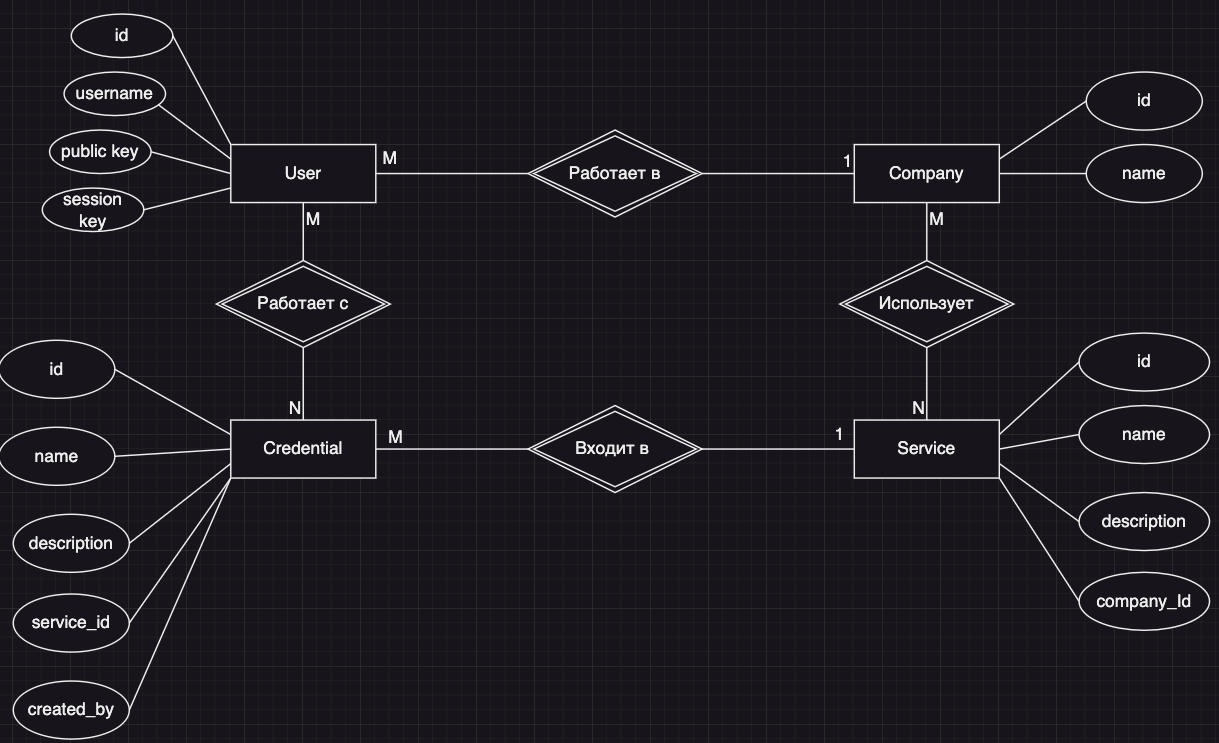 id
username
public key
session
key
User
M
Работает в
1
Company
id
name
M
Работает с
N
M
Использует
N
id
name
description
service_id
created_by
Credential
M
Входит в
1
Service
id
name
description
company_Id